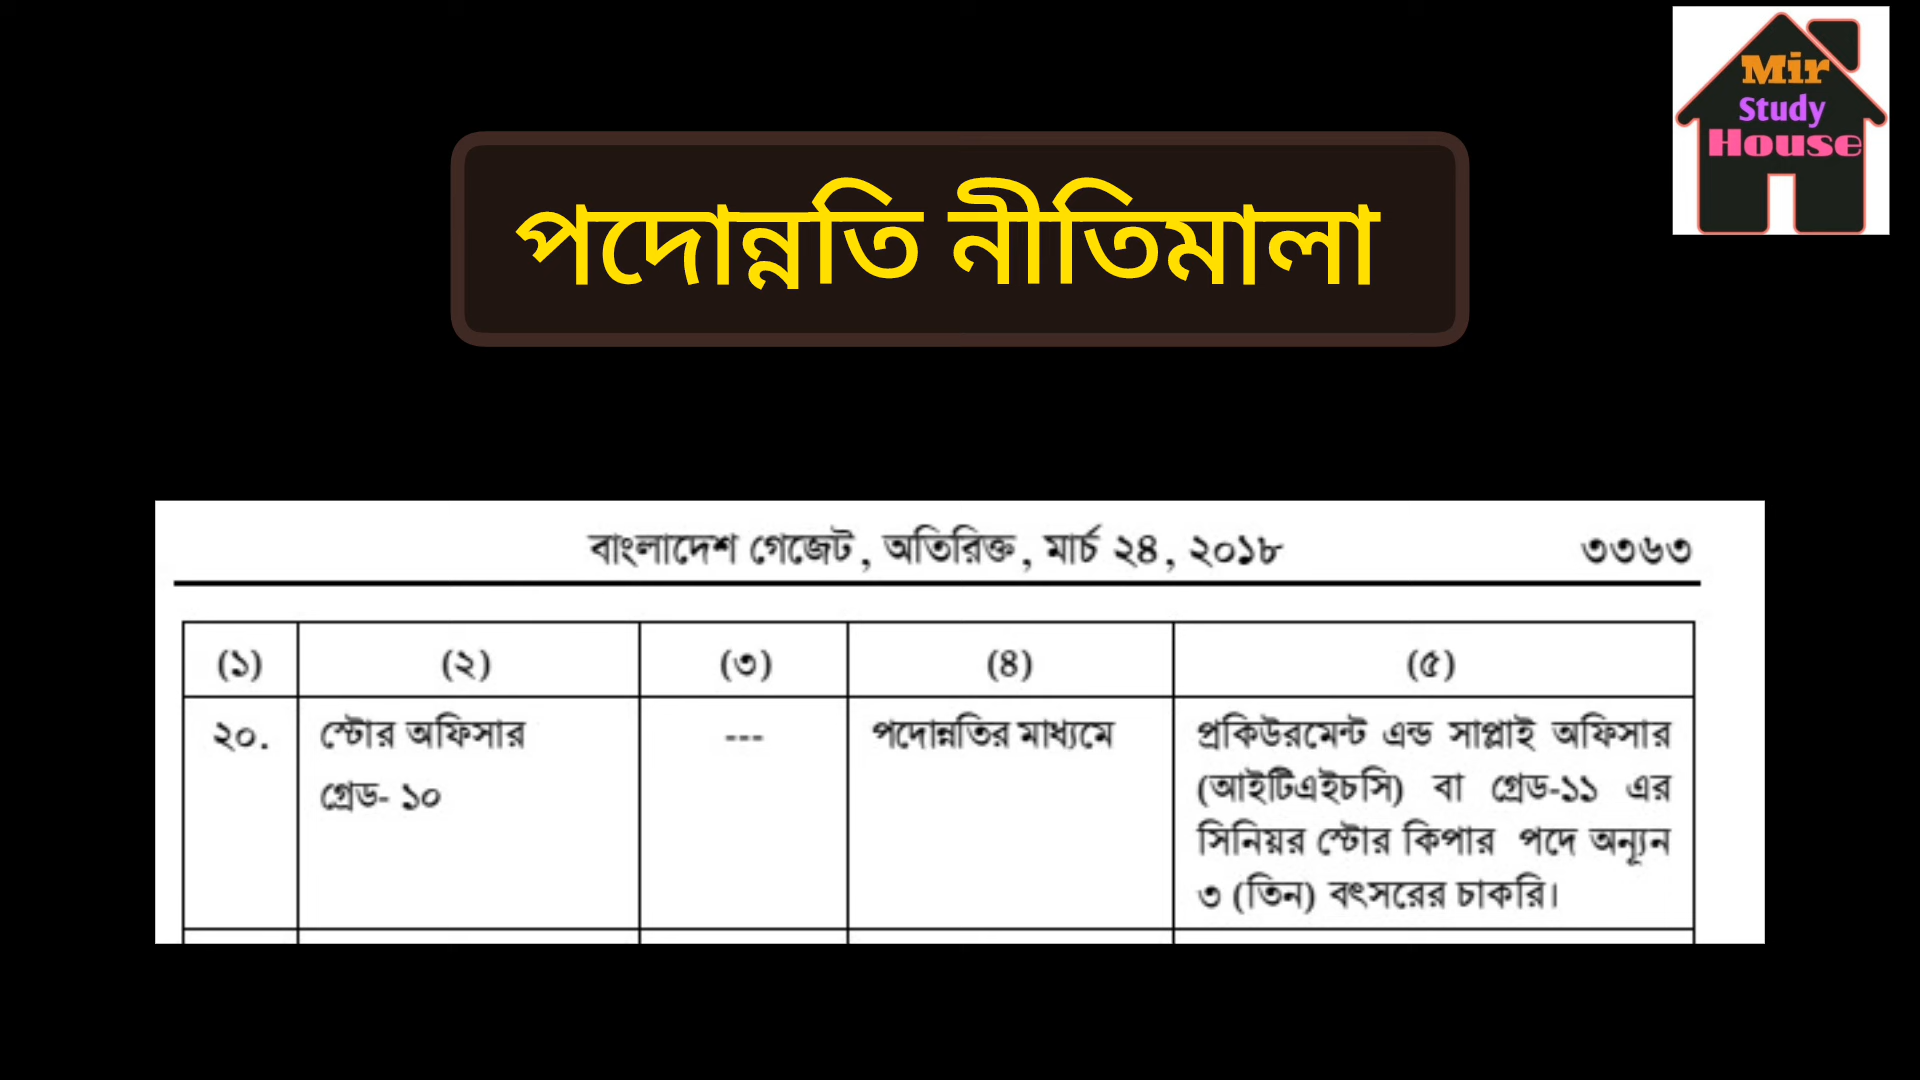 Mir
Study
House
পদোন্নতি নীতিমালা
বাংলাদেশ গেজেট, অতিরিক্ত, মার্চ ২৪, ২০১৮ ৩৩৬৩
(১) (২) (৩) (৪) (৫)
২০. স্টোর অফিসার --- পদোন্নতির মাধ্যমে প্রকিউরমেন্ট এন্ড সাপ্লাই অফিসার
গ্রেড- ১০ (আইটিএইচসি) বা গ্রেড-১১ এর
সিনিয়র স্টোর কিপার পদে অন্যূন
৩ (তিন) বৎসরের চাকরি।